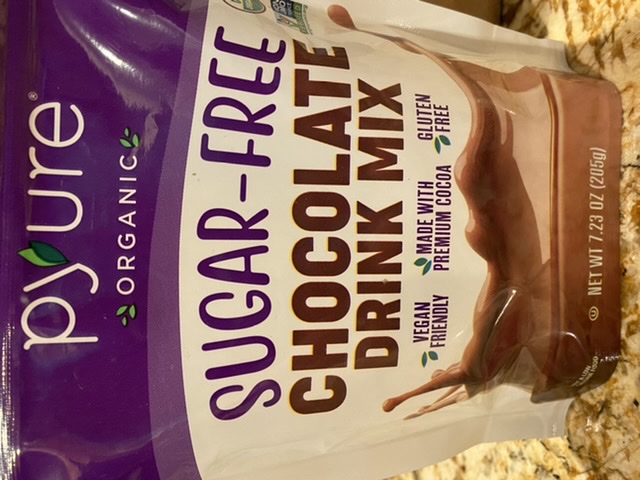 pyure®
ORGANIC
SUGAR-FREE
CHOCOLATE
DRINK MIX
VEGAN
FRIENDLY
MADE WITH
PREMIUM COCOA
GLUTEN
FREE
NET WT 7.23 OZ (205g)